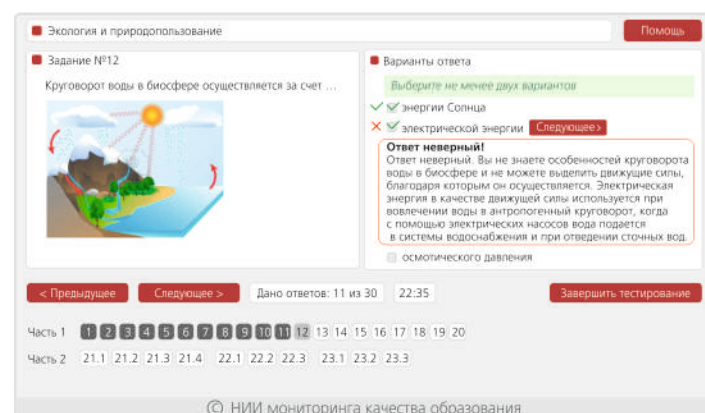 Экология и природопользование
Помощь
Задание №12
Круговорот воды в биосфере осуществляется за счет ...
Варианты ответа
Выберите не менее двух вариантов
энергии Солнца
электрической энергии Следующее >
Ответ неверный!
Ответ неверный. Вы не знаете особенностей круговорота
воды в биосфере и не можете выделить движущие силы,
благодаря которым он осуществляется. Электрическая
энергия в качестве движущей силы используется при
вовлечении воды в антропогенный круговорот, когда
с помощью электрических насосов вода подается
в системы водоснабжения и при отведении сточных вод.
осмотического давления
< Предыдущее Следующее > Дано ответов: 11 из 30 22:35 Завершить тестирование
Часть 1 1 2 3 4 5 6 7 8 9 10 11 12 13 14 15 16 17 18 19 20
Часть 2 21.1 21.2 21.3 21.4 22.1 22.2 22.3 23.1 23.2 23.3
© НИИ мониторинга качества образования